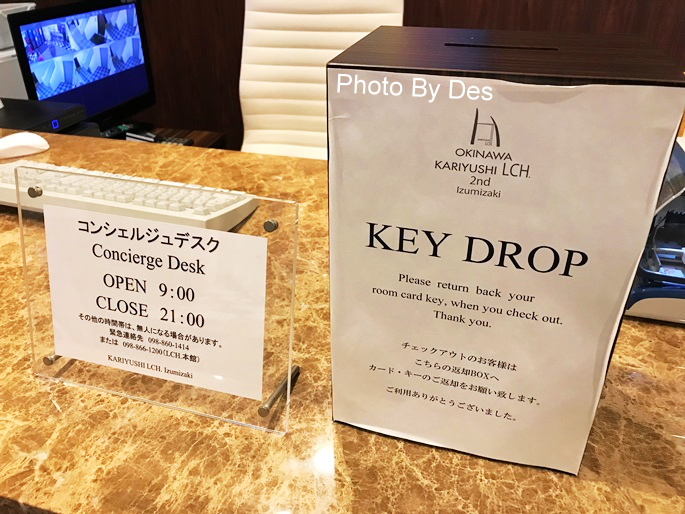 Photo By Des
コンシェルジュデスク
Concierge Desk
OPEN 9:00
CLOSE 21:00
その他の時間帯は、無人になる場合があります。
緊急連絡先 098-860-1414
または 098-866-1200(LCH.本館)
KARIYUSHI LCH. Izumizaki
OKINAWA
KARIYUSHI LCH.
2nd
Izumizaki
KEY DROP
Please return back your
room card key, when you check out.
Thank you.
チェックアウトのお客様は
こちらの返却BOXへ
カード・キーのご返却をお願い致します。
ご利用ありがとうございました。